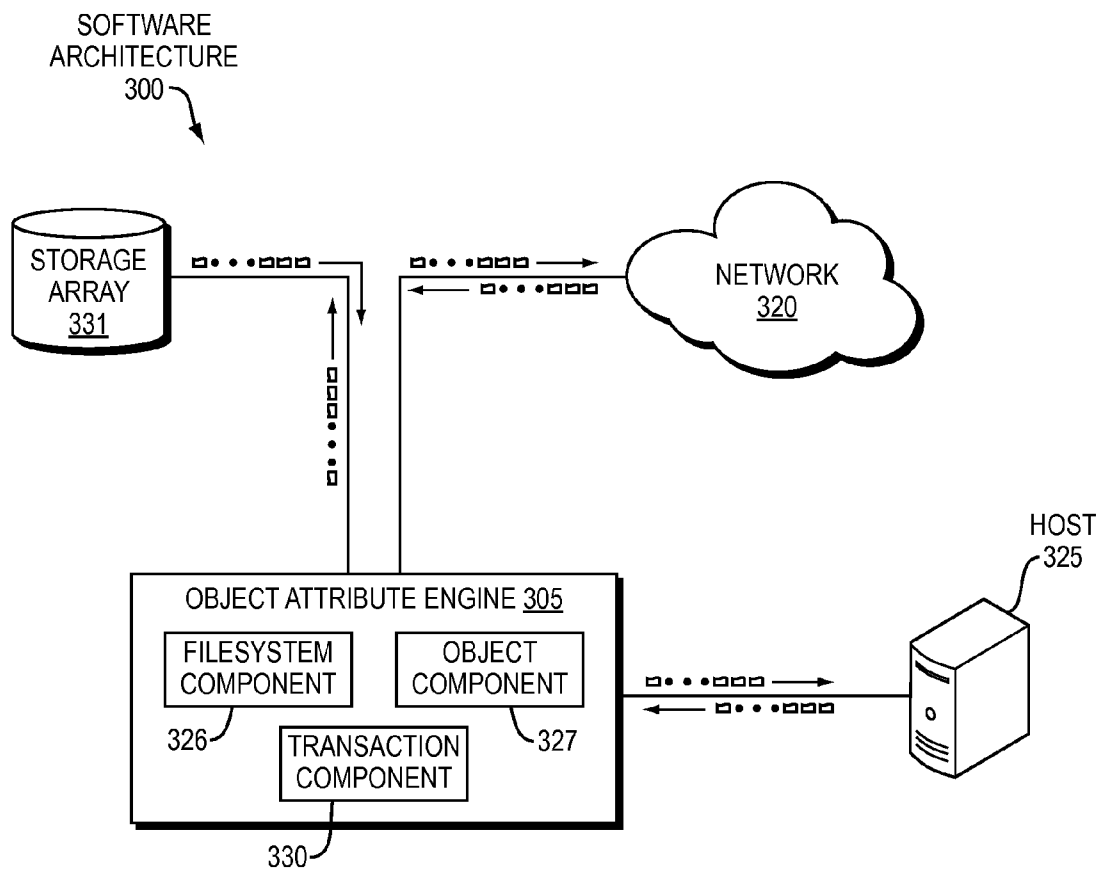 SOFTWARE
ARCHITECTURE
300
STORAGE
ARRAY
331
NETWORK
320
HOST
325
OBJECT ATTRIBUTE ENGINE 305
FILESYSTEM
COMPONENT
326
OBJECT
COMPONENT
327
TRANSACTION
COMPONENT
330